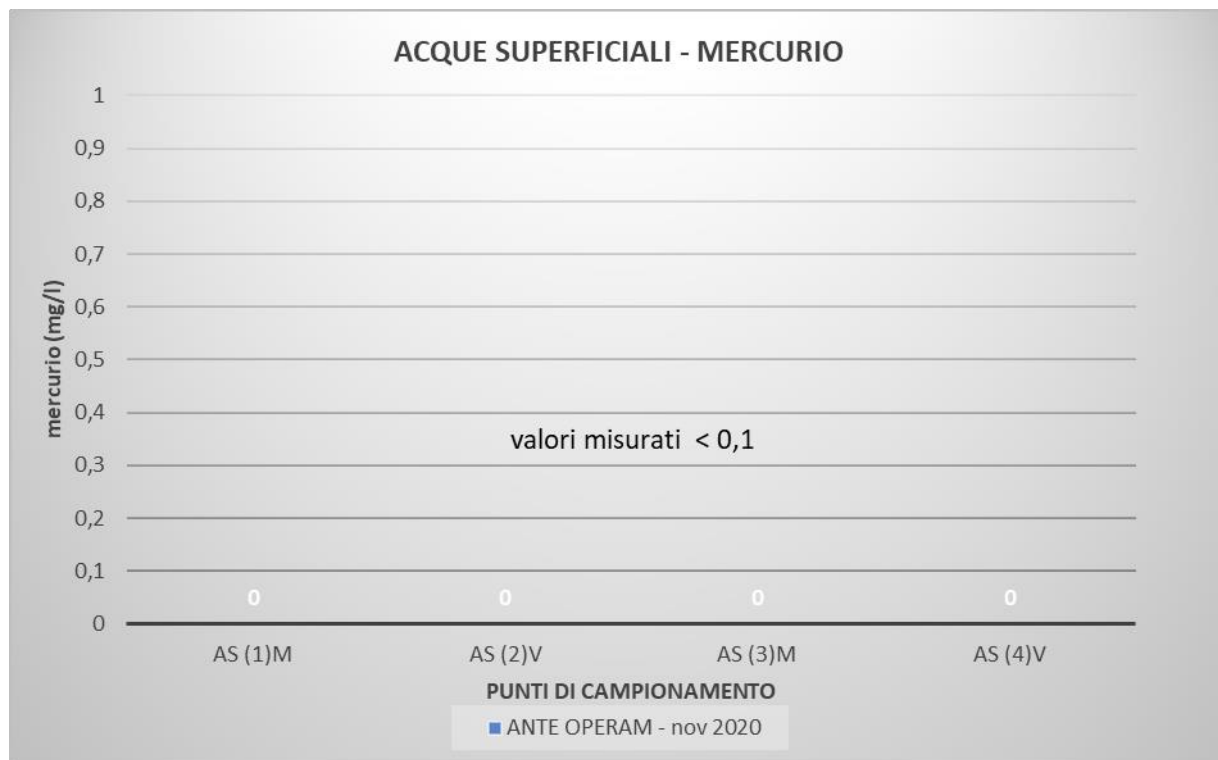 ACQUE SUPERFICIALI - MERCURIO
1
0,9
0,8
0,7
0,6
0,5
0,4
0,3
0,2
0,1
0
mercurio (mg/l)
valori misurati < 0,1
0 0 0 0
AS (1)M AS (2)V AS (3)M AS (4)V
PUNTI DI CAMPIONAMENTO
ANTE OPERAM - nov 2020